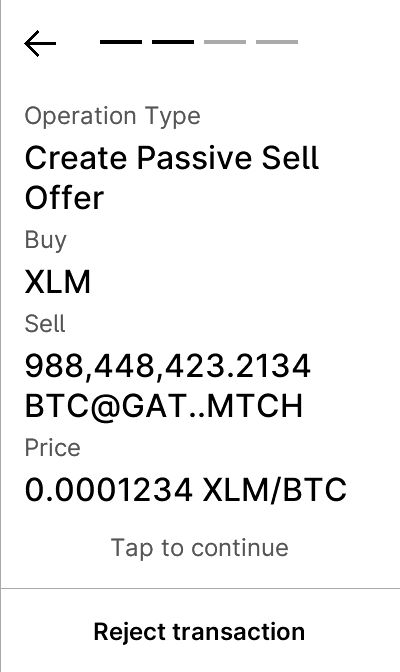 Operation Type
Create Passive Sell
Offer
Buy
XLM
Sell
988,448,423.2134
BTC@GAT..MTCH
Price
0.0001234 XLM/BTC
Tap to continue
Reject transaction